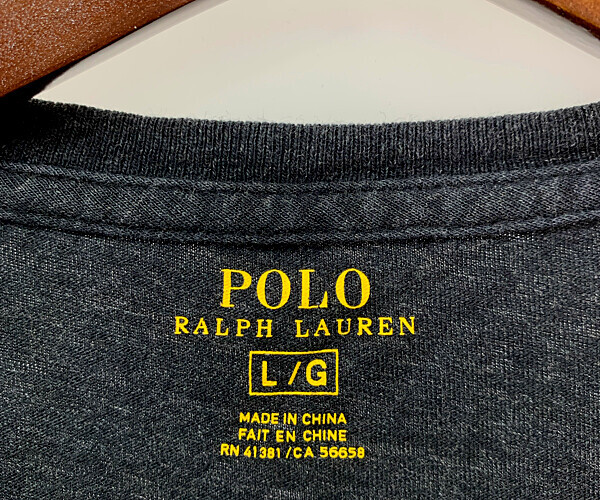 POLO
RALPH LAUREN
L/G
MADE IN CHINA
FAIT EN CHINE
RN 41381/CA 56658